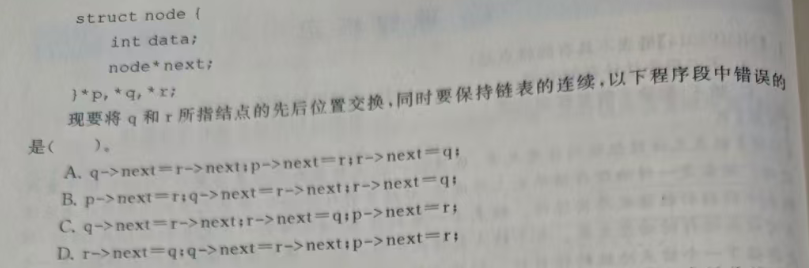 struct node {
int data;
node*next;
}*p,*q,*r;
现要将 q 和 r 所指结点的先后位置交换,同时要保持链表的连续,以下程序段中错误的
是(  )。
A. q->next=r->next;p->next=r;r->next=q;
B. p->next=r;q->next=r->next;r->next=q;
C. q->next=r->next;r->next=q;p->next=r;
D. r->next=q;q->next=r->next;p->next=r;